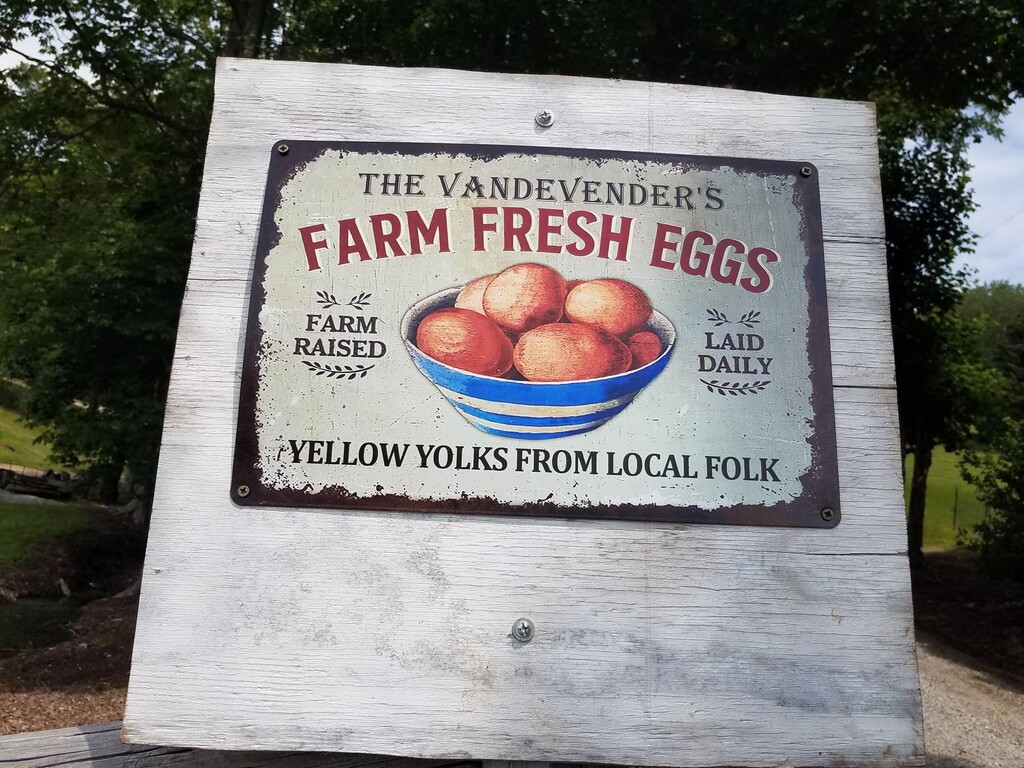 THE VANDEVENDER'S
FARM FRESH EGGS
FARM
RAISED
LAID
DAILY
YELLOW YOLKS FROM LOCAL FOLK